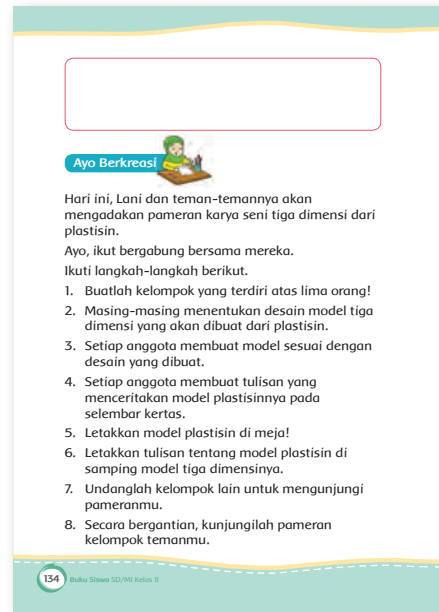 Ayo Berkreasi
Hari ini, Lani dan teman-temannya akan
mengadakan pameran karya seni tiga dimensi dari
plastisin.
Ayo, ikut bergabung bersama mereka.
Ikuti langkah-langkah berikut.
1. Buatlah kelompok yang terdiri atas lima orang!
2. Masing-masing menentukan desain model tiga
dimensi yang akan dibuat dari plastisin.
3. Setiap anggota membuat model sesuai dengan
desain yang dibuat.
4. Setiap anggota membuat tulisan yang
menceritakan model plastisinnya pada
selembar kertas.
5. Letakkan model plastisin di meja!
6. Letakkan tulisan tentang model plastisin di
samping model tiga dimensinya.
7. Undanglah kelompok lain untuk mengunjungi
pameranmu.
8. Secara bergantian, kunjungilah pameran
kelompok temanmu.
134 Buku Siswa SD/MI Kelas II